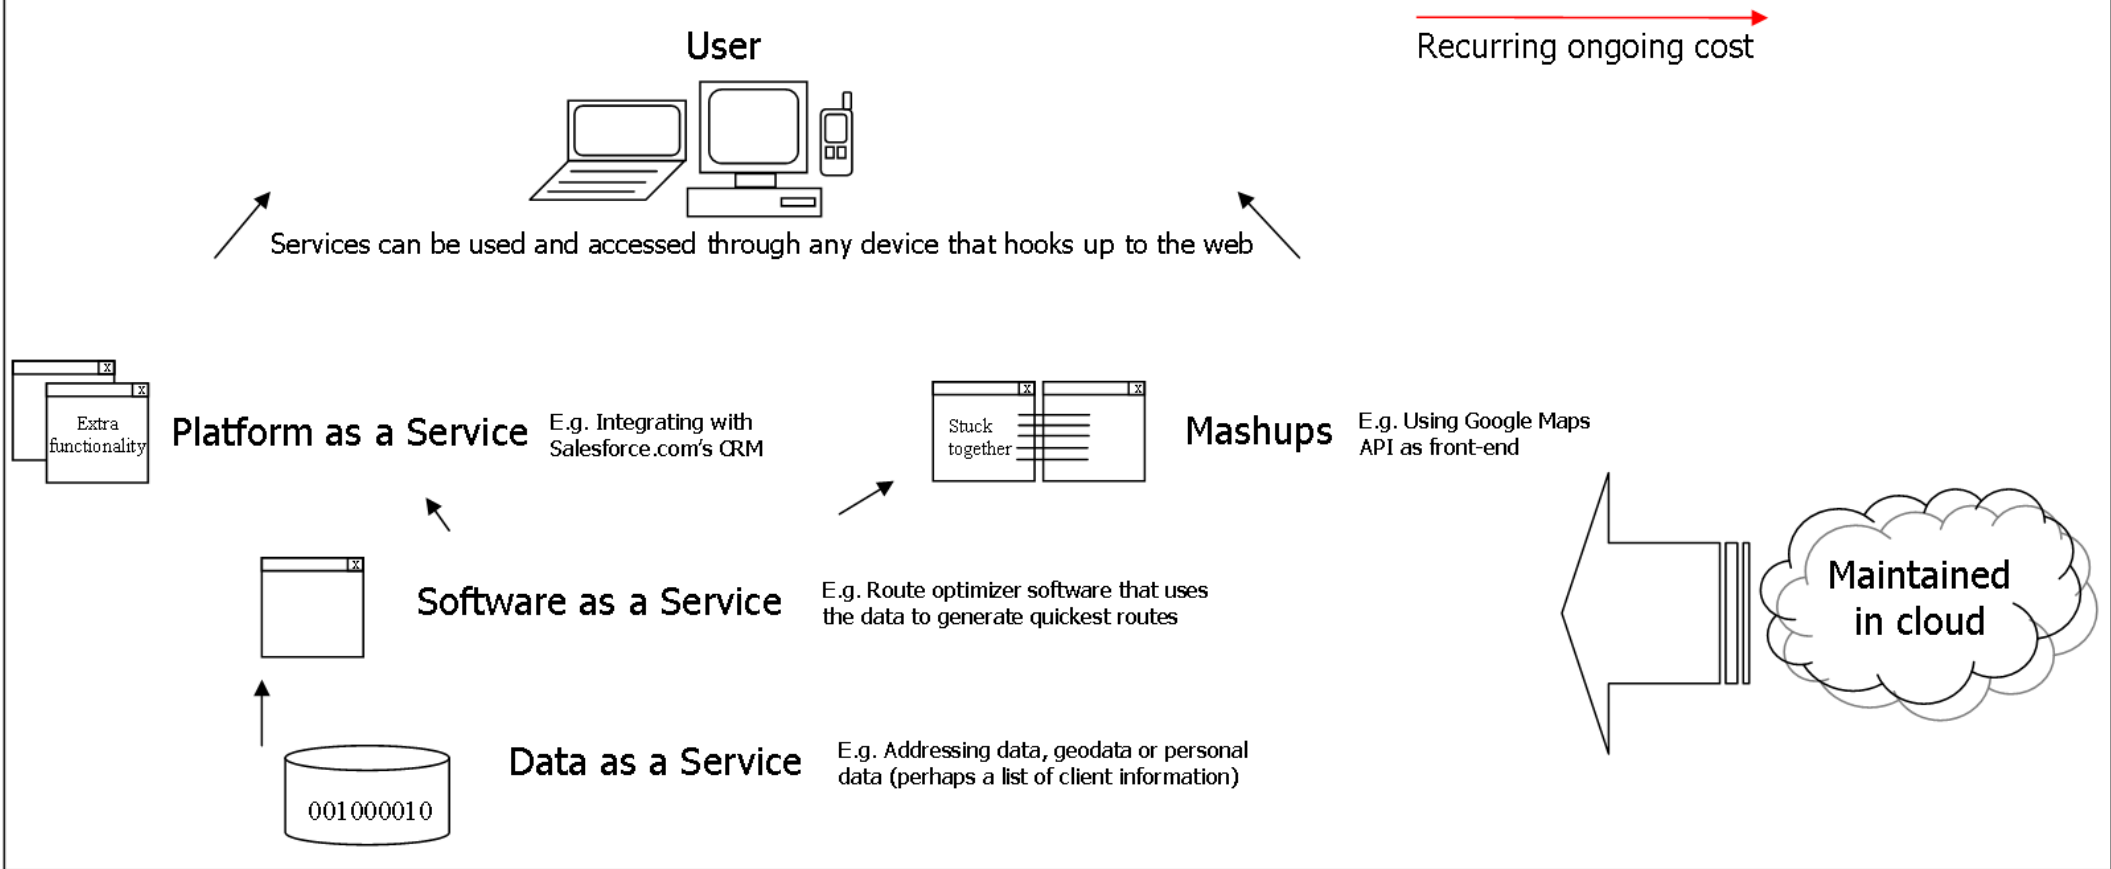 User
Recurring ongoing cost
Services can be used and accessed through any device that hooks up to the web
X
X
Extra
functionality
Platform as a Service
E.g. Integrating with
Salesforce.com's CRM
X
X
Stuck
together
Mashups
E.g. Using Google Maps
API as front-end
X
Software as a Service
E.g. Route optimizer software that uses
the data to generate quickest routes
Maintained
in cloud
Data as a Service
E.g. Addressing data, geodata or personal
data (perhaps a list of client information)
001000010